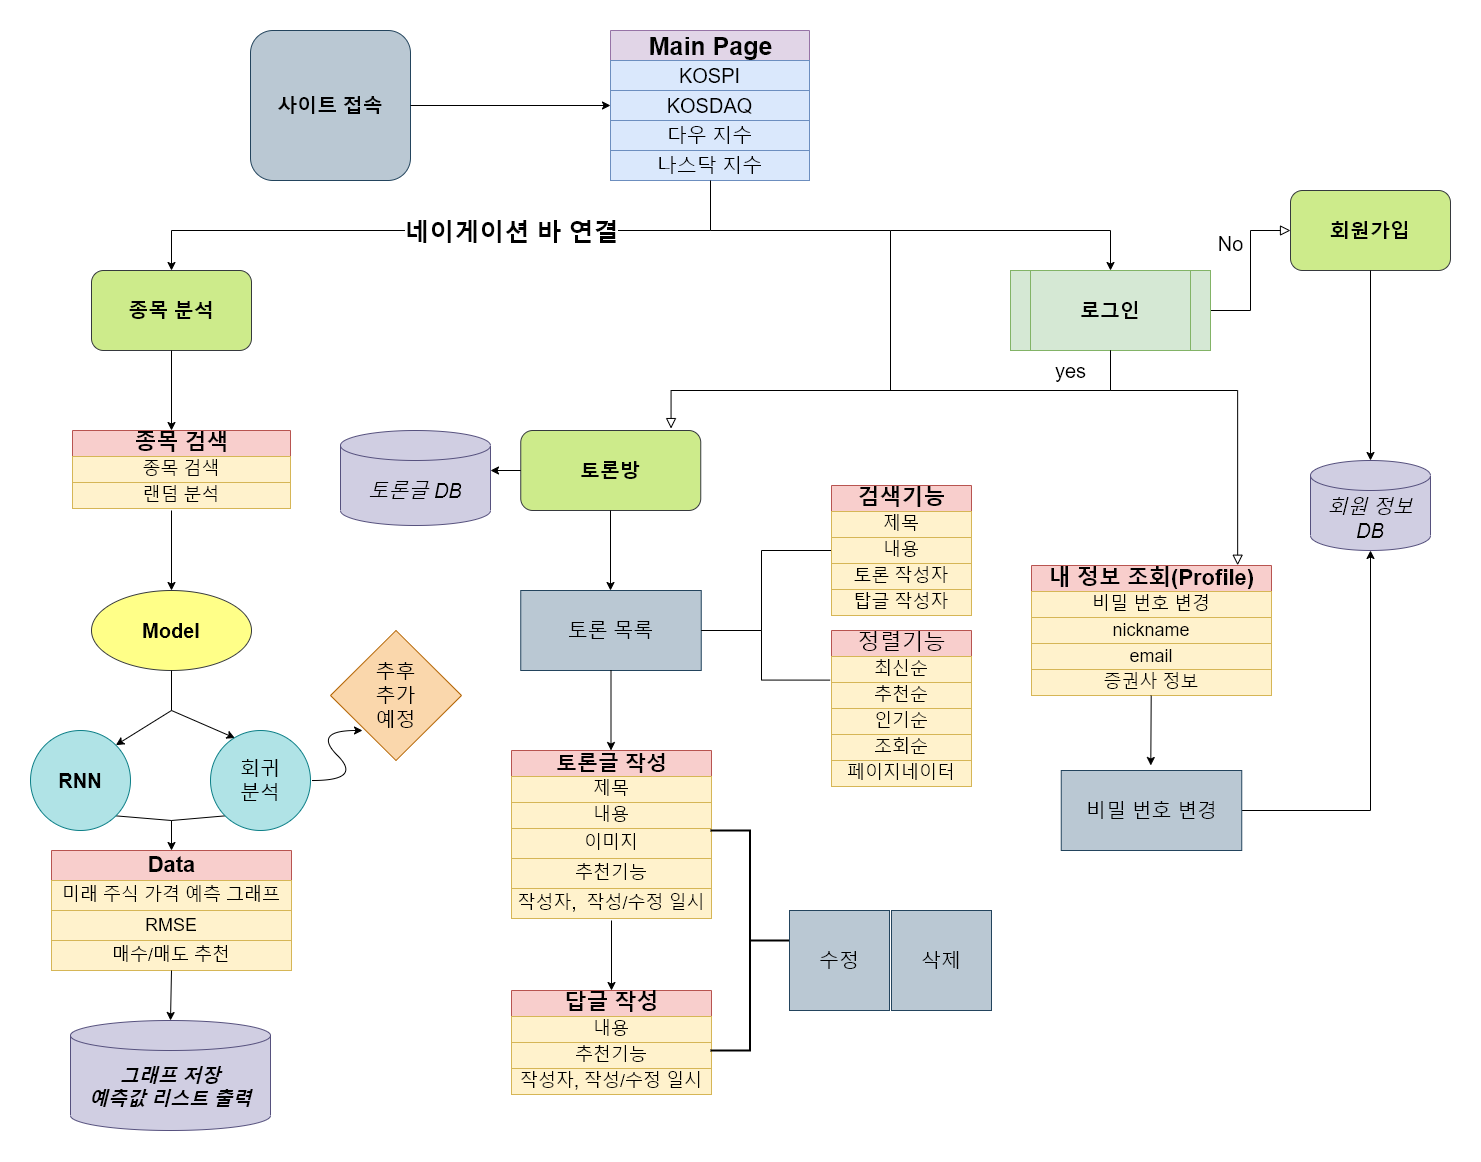 사이트 접속
Main Page
KOSPI
KOSDAQ
다우 지수
나스닥 지수
네이게이션 바 연결
No
회원가입
종목 분석
로그인
yes
종목 검색
종목 검색
랜덤 분석
토론글 DB
토론방
회원 정보
DB
검색기능
제목
내용
토론 작성자
탑글 작성자
내 정보 조회(Profile)
비밀 번호 변경
nickname
email
증권사 정보
Model
토론 목록
정렬기능
최신순
추천순
인기순
조회순
페이지네이터
추후
추가
예정
RNN
회귀
분석
토론글 작성
제목
내용
이미지
추천기능
작성자, 작성/수정 일시
비밀 번호 변경
Data
미래 주식 가격 예측 그래프
RMSE
매수/매도 추천
수정
삭제
답글 작성
내용
추천기능
작성자, 작성/수정 일시
그래프 저장
예측값 리스트 출력